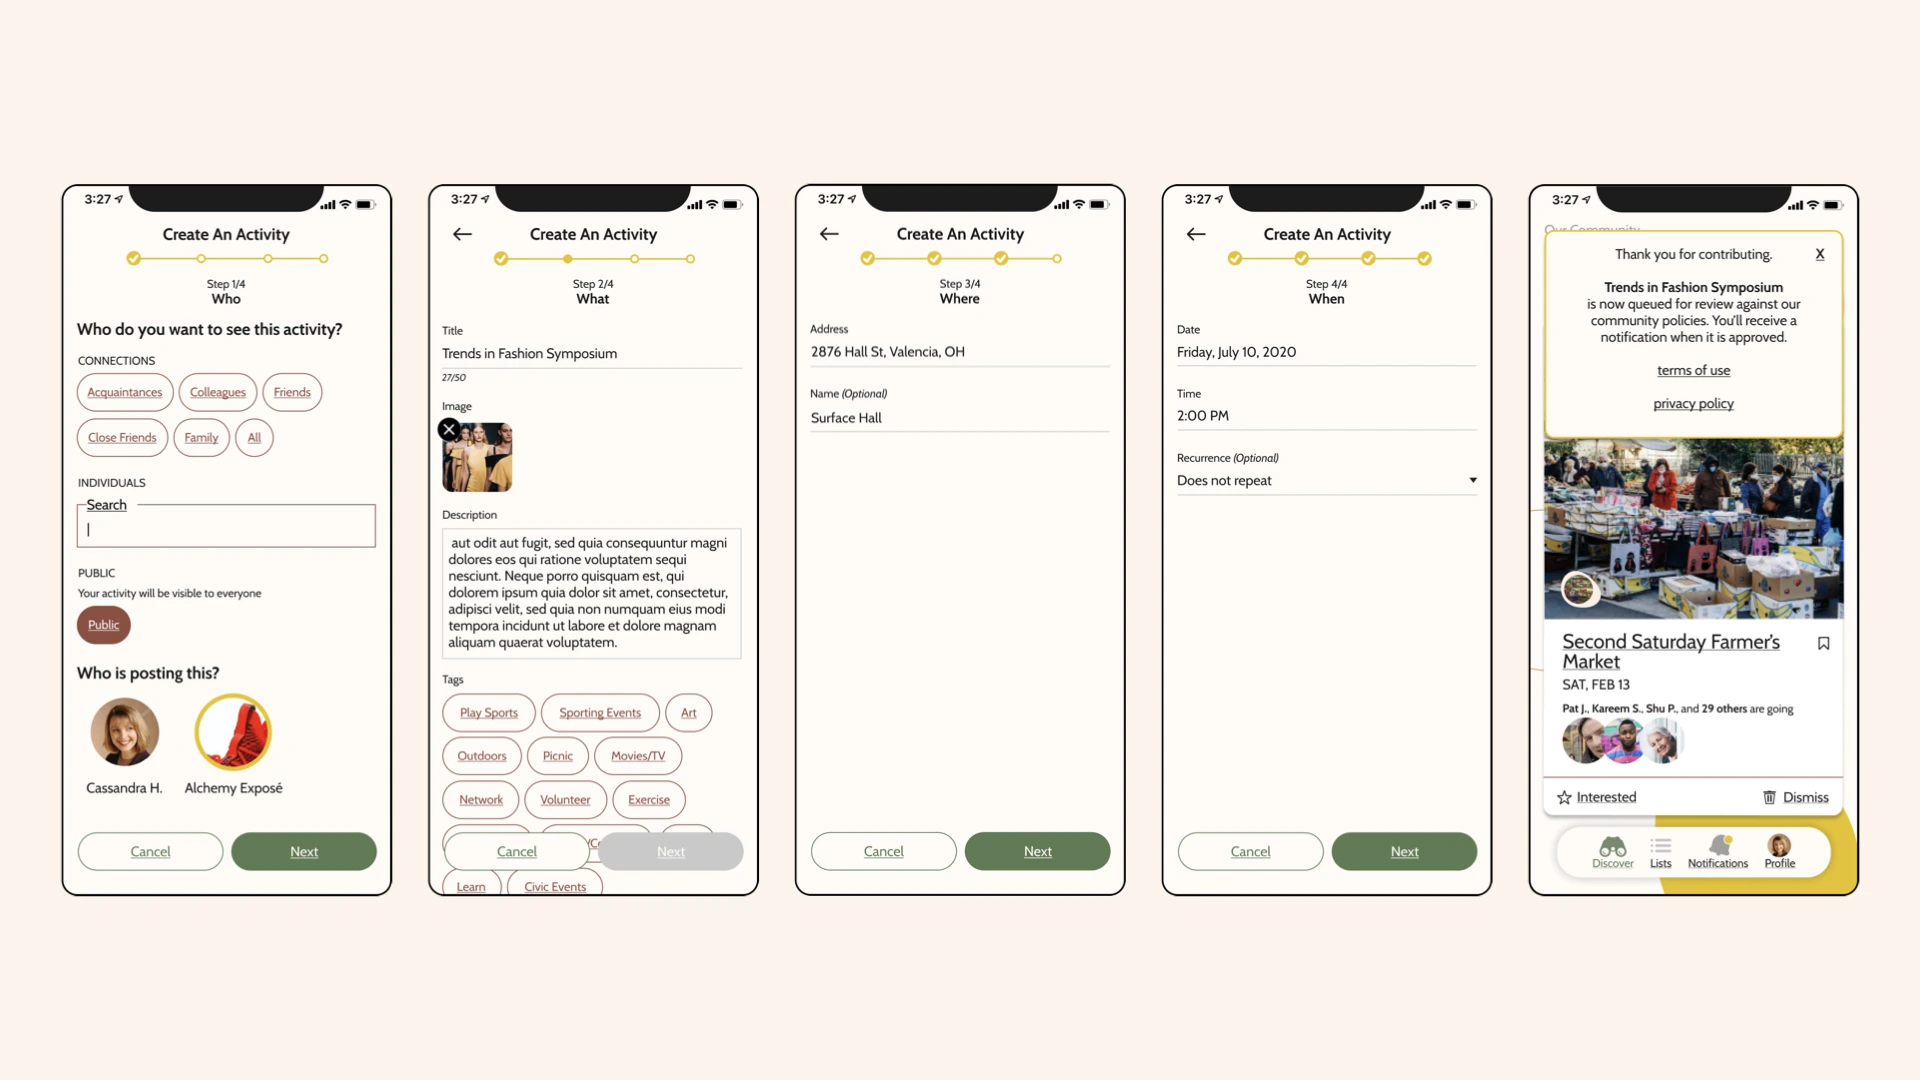 3:27
Create An Activity
Step 1/4
Who
Who do you want to see this activity?
CONNECTIONS
Acquaintances
Colleagues
Friends
Close Friends
Family
All
INDIVIDUALS
Search
PUBLIC
Your activity will be visible to everyone
Public
Who is posting this?
Cassandra H.
Alchemy Exposé
Cancel
Next
3:27
Create An Activity
Step 2/4
What
Title
Trends in Fashion Symposium
27/50
Image
Description
aut odit aut fugit, sed quia consequuntur magni
dolores eos qui ratione voluptatem sequi
nesciunt. Neque porro quisquam est, qui
dolorem ipsum quia dolor sit amet, consectetur,
adipisci velit, sed quia non numquam eius modi
tempora incidunt ut labore et dolore magnam
aliquam quaerat voluptatem.
Tags
Play Sports
Sporting Events
Art
Outdoors
Picnic
Movies/TV
Network
Volunteer
Exercise
Cancel
Next
Learn
Civic Events
3:27
Create An Activity
Step 3/4
Where
Address
2876 Hall St, Valencia, OH
Name (Optional)
Surface Hall
Cancel
Next
3:27
Create An Activity
Step 4/4
When
Date
Friday, July 10, 2020
Time
2:00 PM
Recurrence (Optional)
Does not repeat
Cancel
Next
3:27
Our Community
Thank you for contributing.
X
Trends in Fashion Symposium
is now queued for review against our
community policies. You'll receive a
notification when it is approved.
terms of use
privacy policy
Second Saturday Farmer's
Market
SAT, FEB 13
Pat J., Kareem S., Shu P., and 29 others are going
Interested
Dismiss
Discover
Lists
Notifications
Profile